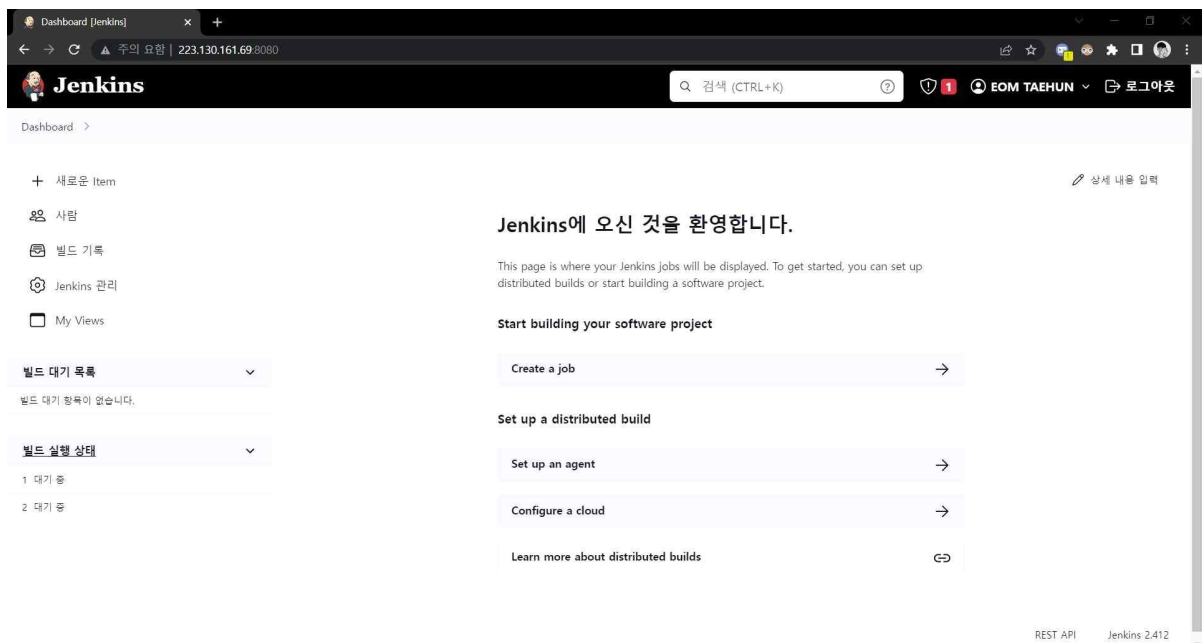 Dashboard [Jenkins]
주의 요함 | 223.130.161.69:8080
Jenkins
검색 (CTRL+K)
1
EOM TAEHUN
로그아웃
Dashboard
새로운 Item
사람
빌드 기록
Jenkins 관리
My Views
빌드 대기 목록
빌드 대기 항목이 없습니다.
빌드 실행 상태
1 대기 중
2 대기 중
상세 내용 입력
Jenkins에 오신 것을 환영합니다.
This page is where your Jenkins jobs will be displayed. To get started, you can set up
distributed builds or start building a software project.
Start building your software project
Create a job
Set up a distributed build
Set up an agent
Configure a cloud
Learn more about distributed builds
REST API
Jenkins 2.412